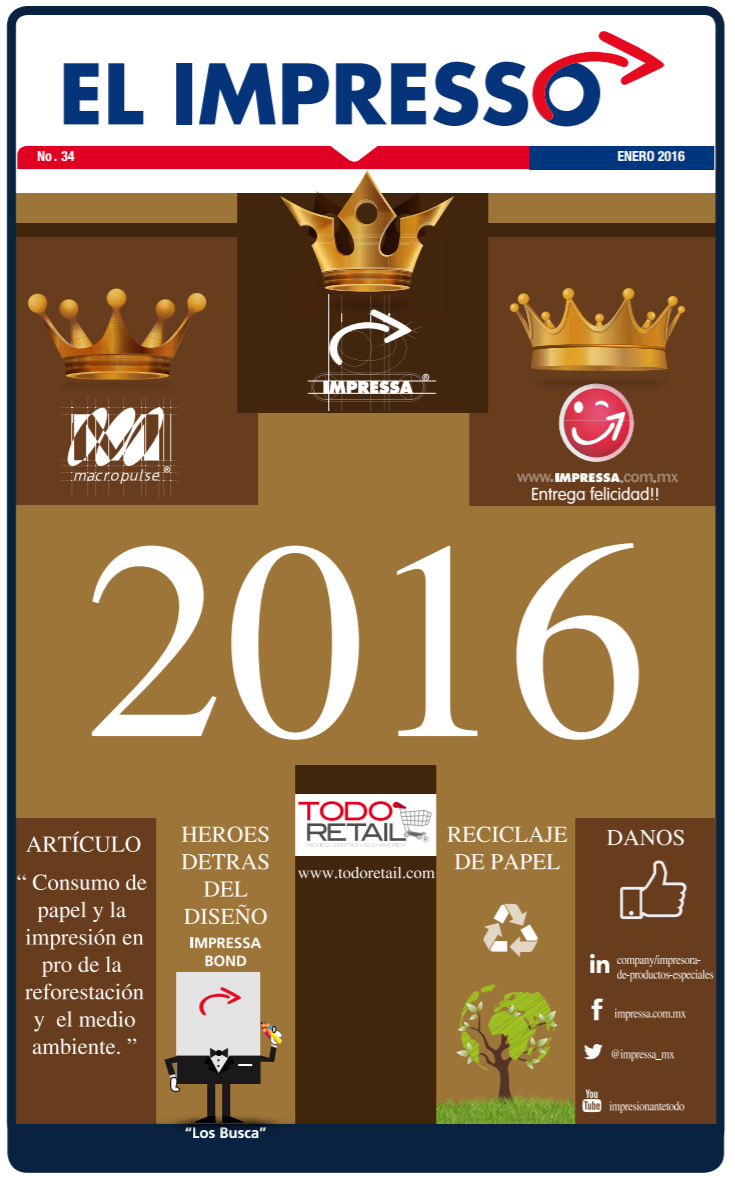 EL IMPRESSO
No. 34
ENERO 2016
IMPRESSA ®
macropulse ®
www.IMPRESSA.com.mx
Entrega felicidad!!
2016
ARTÍCULO
“ Consumo de
papel y la
impresión en
pro de la
reforestación
y el medio
ambiente. ”
HEROES
DETRAS
DEL
DISEÑO
IMPRESSA
BOND
“Los Busca”
TODO
RETAIL
MEXICO, CENTRO Y SUD AMERICA
www.todoretail.com
RECICLAJE
DE PAPEL
DANOS
in company/impresora-
de-productos-especiales
f impressa.com.mx
@impressa_mx
You
Tube impresionantetodo